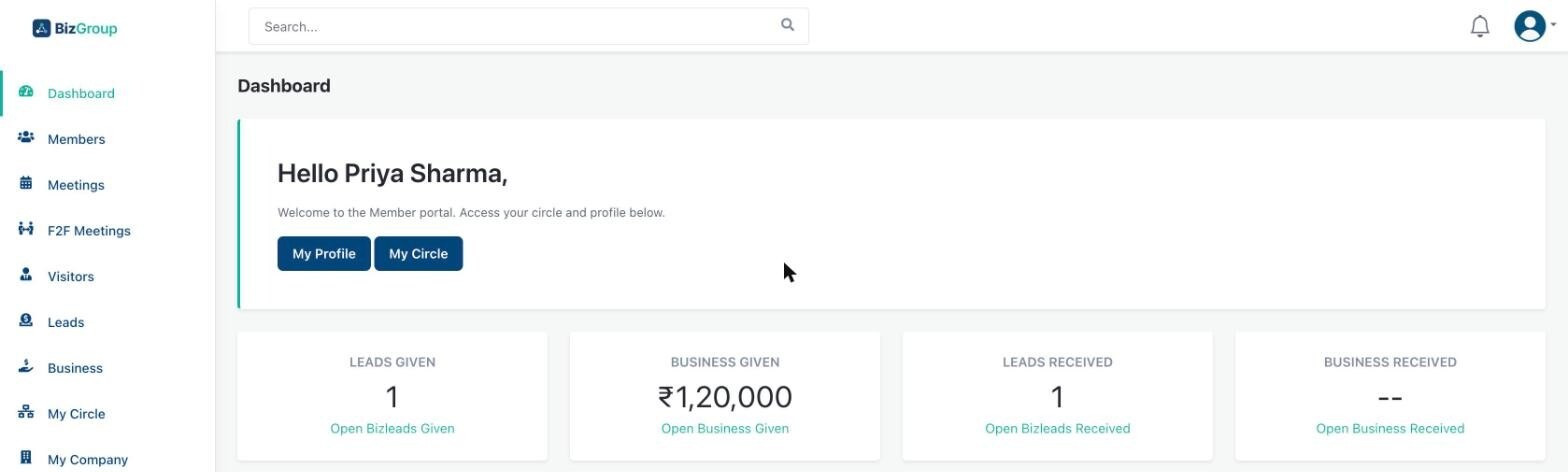 BizGroup
Search...
Dashboard
Members
Meetings
F2F Meetings
Visitors
Leads
Business
My Circle
My Company
Dashboard
Hello Priya Sharma,
Welcome to the Member portal. Access your circle and profile below.
My Profile My Circle
LEADS GIVEN
1
Open Bizleads Given
BUSINESS GIVEN
₹1,20,000
Open Business Given
LEADS RECEIVED
1
Open Bizleads Received
BUSINESS RECEIVED
--
Open Business Received